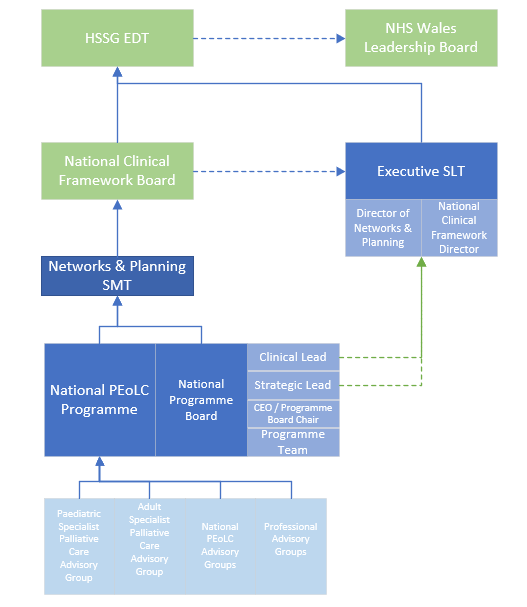 HSSG EDT
NHS Wales
Leadership Board
National Clinical
Framework Board
Executive SLT
Director of
Networks &
Planning
National
Clinical
Framework
Director
Networks & Planning
SMT
National PEoLC
Programme
National
Programme
Board
Clinical Lead
Strategic Lead
CEO / Programme
Board Chair
Programme
Team
Paediatric
Specialist
Palliative
Care
Advisory
Group
Adult
Specialist
Palliative
Care
Advisory
Group
National
PEoLC
Advisory
Groups
Professional
Advisory
Groups